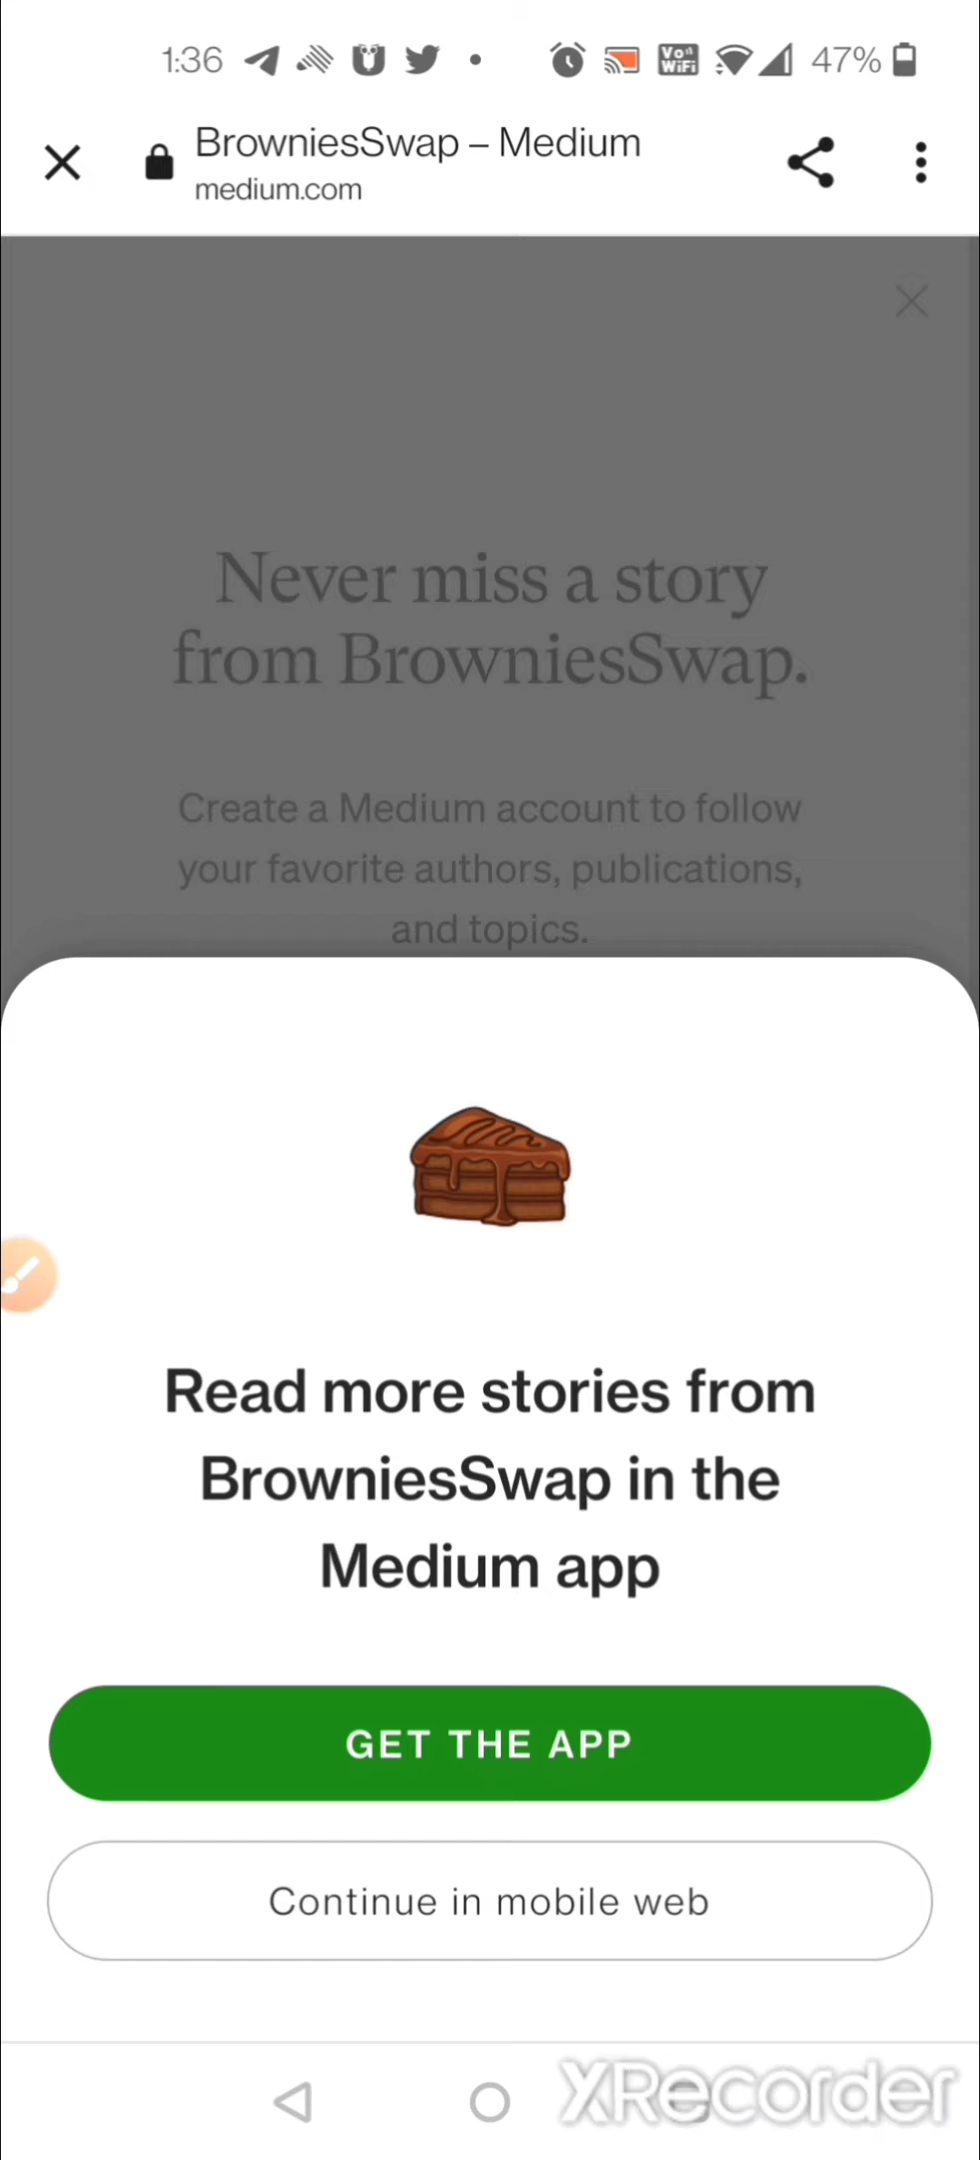 1:36
Vo WiFi
47%
BrowniesSwap – Medium
medium.com
Never miss a story
from BrowniesSwap.
Create a Medium account to follow
your favorite authors, publications,
and topics.
Read more stories from
BrowniesSwap in the
Medium app
GET THE APP
Continue in mobile web
XRecorder